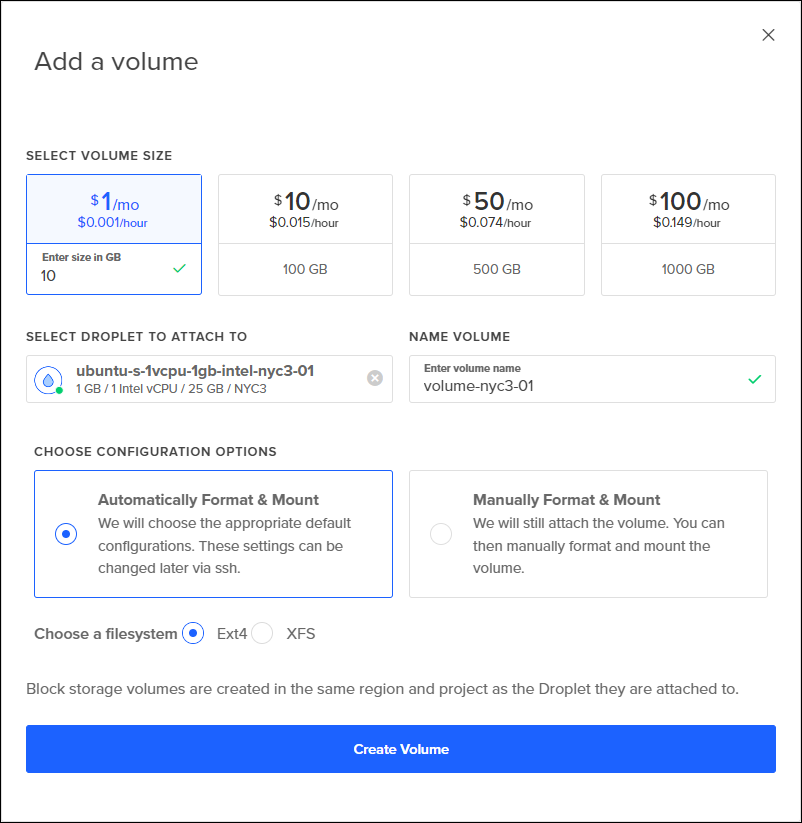 Add a volume
SELECT VOLUME SIZE
$1/mo
$0.001/hour
Enter size in GB
10
$10/mo
$0.015/hour
100 GB
$50/mo
$0.074/hour
500 GB
$100/mo
$0.149/hour
1000 GB
SELECT DROPLET TO ATTACH TO
ubuntu-s-1vcpu-1gb-intel-nyc3-01
1 GB / 1 Intel vCPU / 25 GB / NYC3
NAME VOLUME
Enter volume name
volume-nyc3-01
CHOOSE CONFIGURATION OPTIONS
Automatically Format & Mount
We will choose the appropriate default
configurations. These settings can be
changed later via ssh.
Manually Format & Mount
We will still attach the volume. You can
then manually format and mount the
volume.
Choose a filesystem Ext4 XFS
Block storage volumes are created in the same region and project as the Droplet they are attached to.
Create Volume